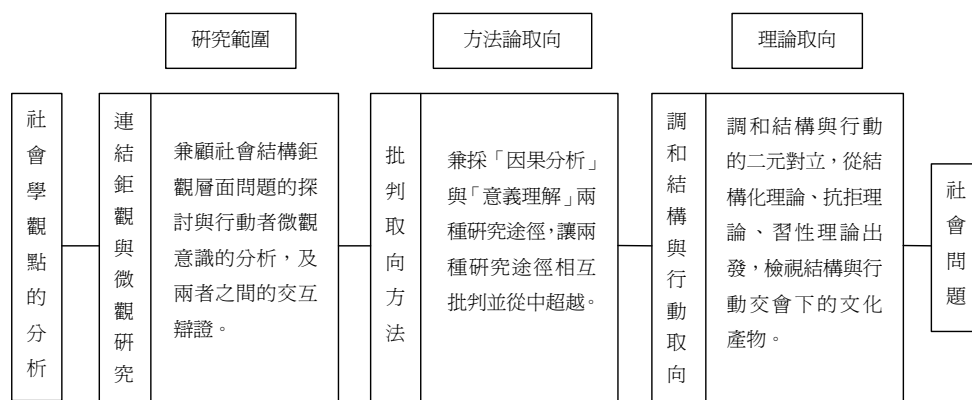 研究範圍
方法論取向
理論取向
社會學觀點的分析
連結鉅觀與微觀研究
兼顧社會結構鉅
觀層面問題的探
討與行動者微觀
意識的分析，及
兩者之間的交互
辯證。
批判取向方法
兼採「因果分析」
與「意義理解」兩
種研究途徑，讓兩
種研究途徑相互
批判並從中超越。
調和結構與行動取向
調和結構與行動
的二元對立，從結
構化理論、抗拒理
論、習性理論出
發，檢視結構與行
動交會下的文化
產物。
社會問題